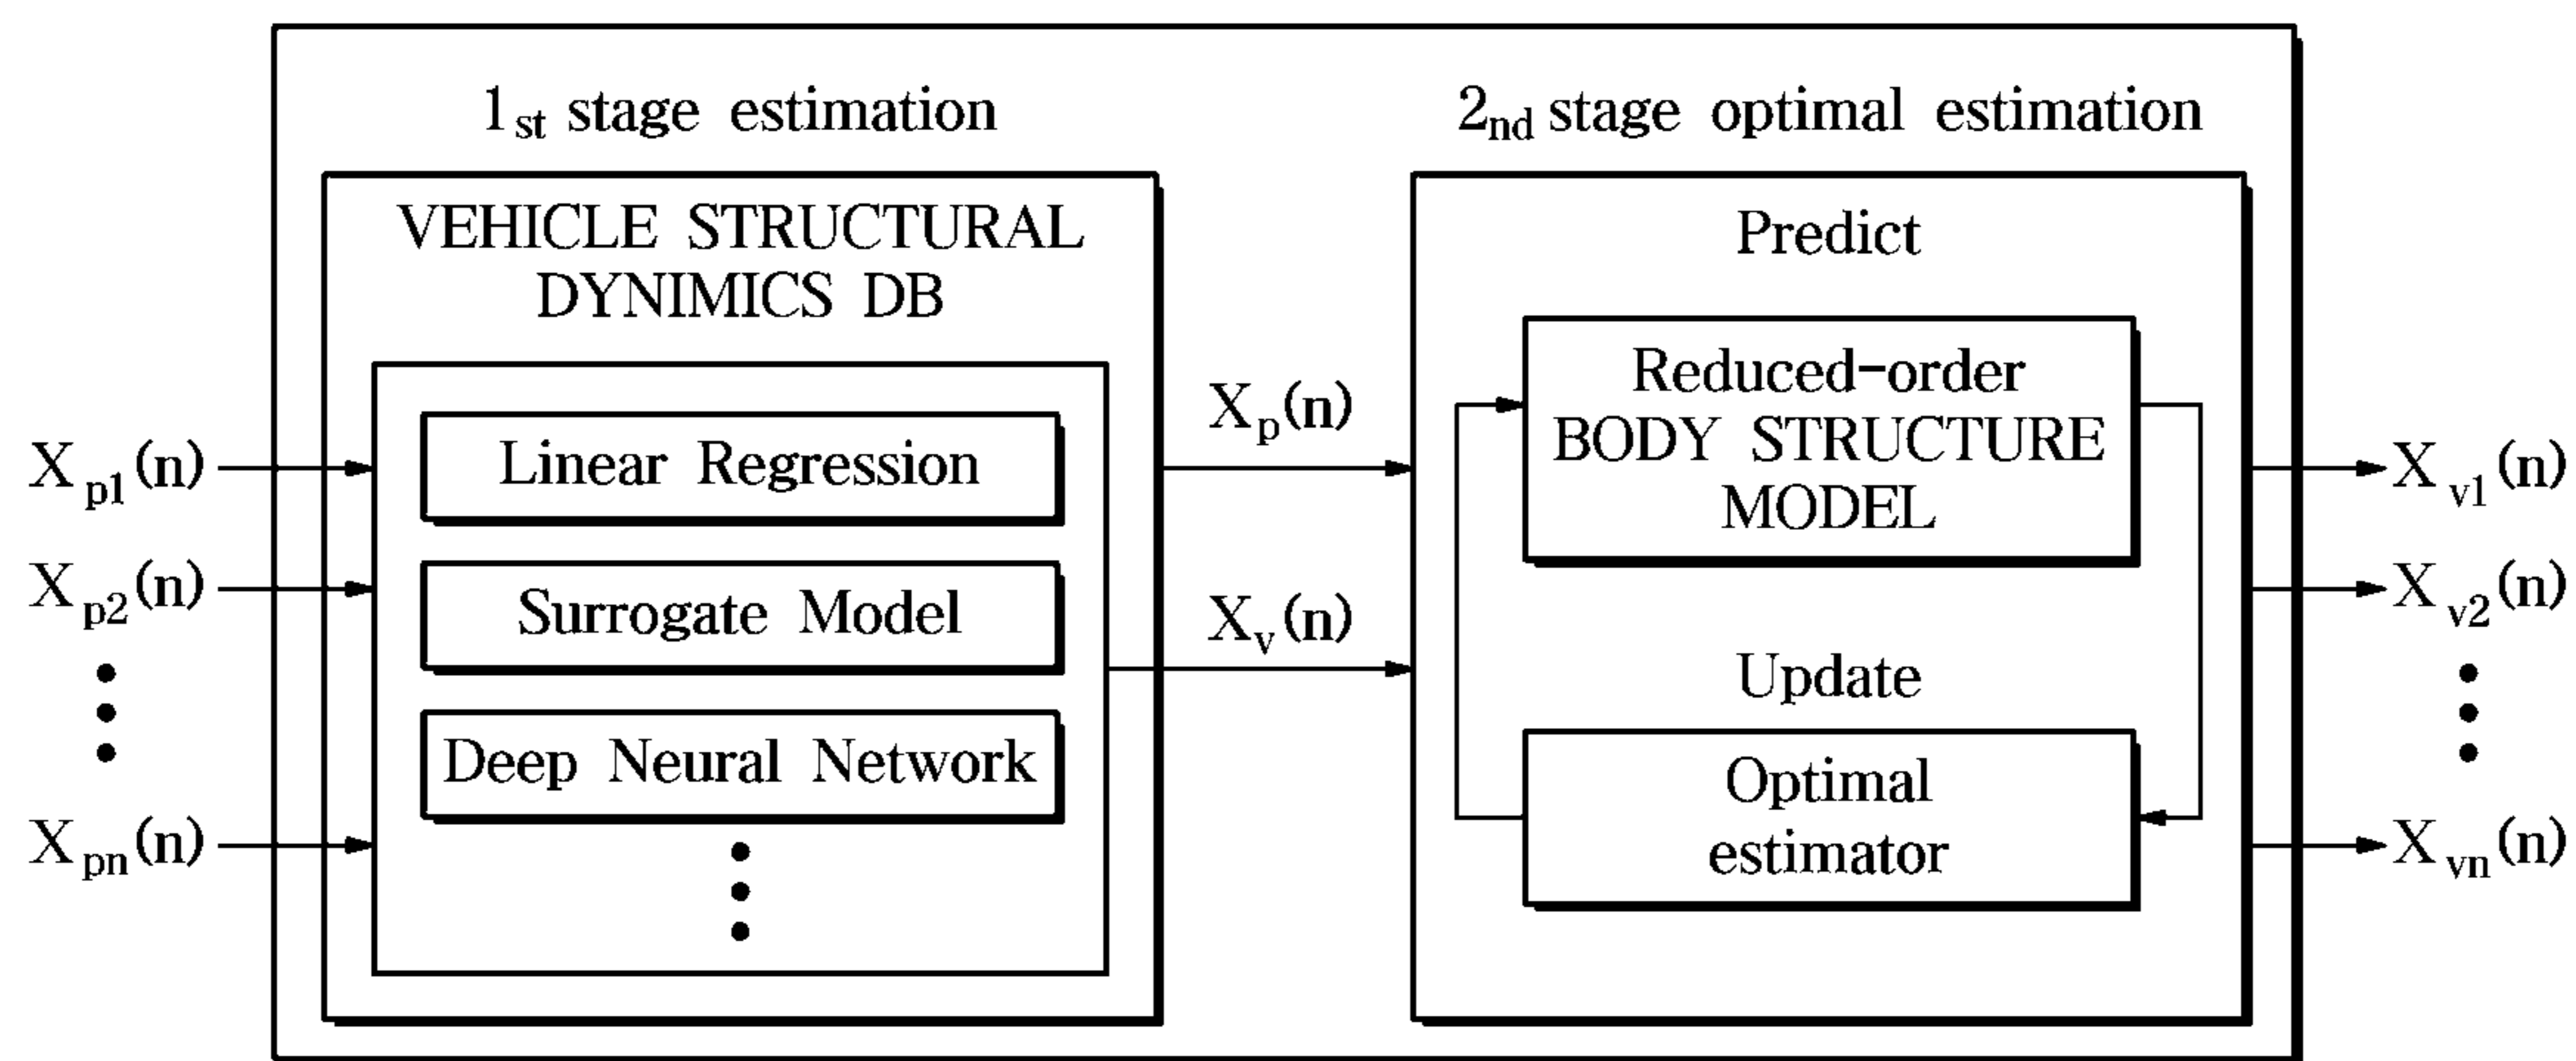 1st stage estimation
VEHICLE STRUCTURAL
DYNIMICS DB
Linear Regression
Surrogate Model
Deep Neural Network
Xp1(n)
Xp2(n)
Xpn(n)
Xp(n)
Xv(n)
2nd stage optimal estimation
Predict
Reduced-order
BODY STRUCTURE
MODEL
Update
Optimal
estimator
Xv1(n)
Xv2(n)
Xvn(n)